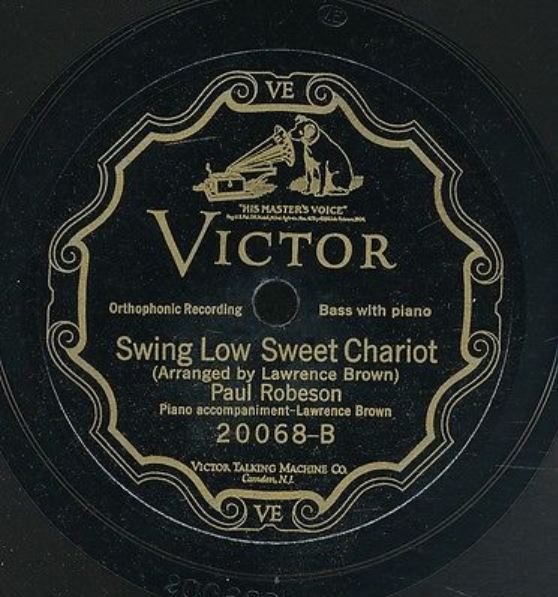 VE
VE
"HIS MASTER'S VOICE"
VICTOR
Orthophonic Recording
Bass with piano
Swing Low Sweet Chariot
(Arranged by Lawrence Brown)
Paul Robeson
Piano accompaniment-Lawrence Brown
20068-B
VICTOR TALKING MACHINE CO.
Camden, N.J.
VE